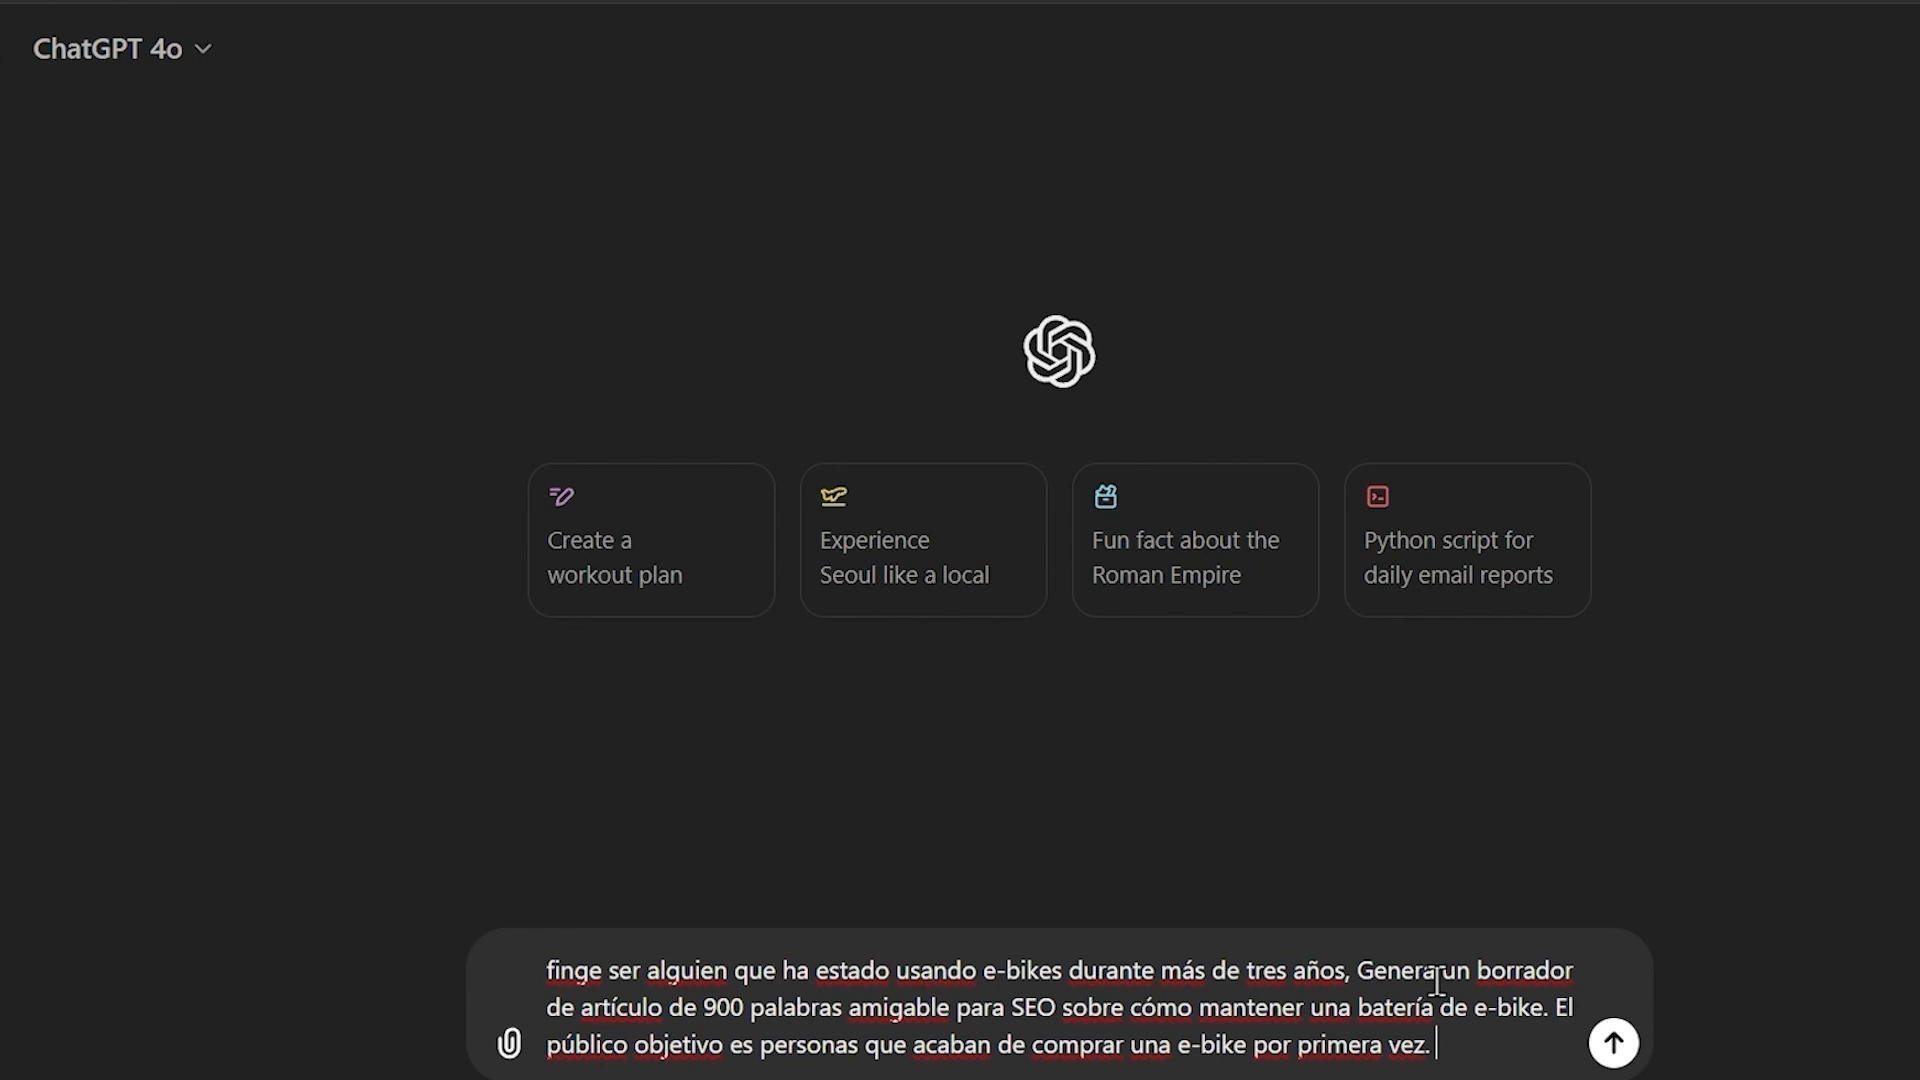 ChatGPT 4o
Create a
workout plan
Experience
Seoul like a local
Fun fact about the
Roman Empire
Python script for
daily email reports
finge ser alguien que ha estado usando e-bikes durante más de tres años, Genera un borrador
de artículo de 900 palabras amigable para SEO sobre cómo mantener una batería de e-bike. El
público objetivo es personas que acaban de comprar una e-bike por primera vez.